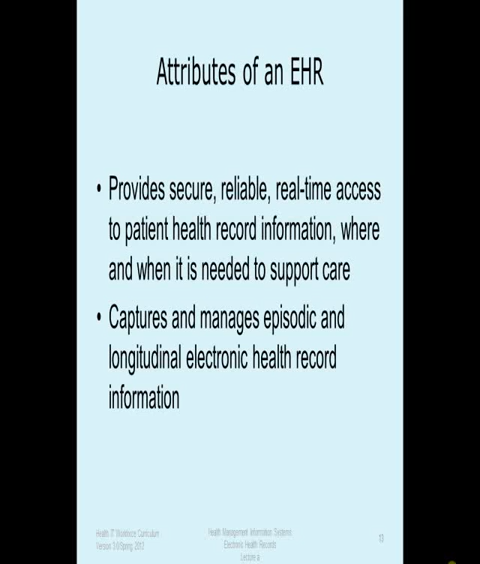 Attributes of an EHR
• Provides secure, reliable, real-time access
to patient health record information, where
and when it is needed to support care
• Captures and manages episodic and
longitudinal electronic health record
information
Health IT Workforce Curriculum
Version 3.0/Spring 2012
Health Management Information Systems
Electronic Health Records
Lecture a